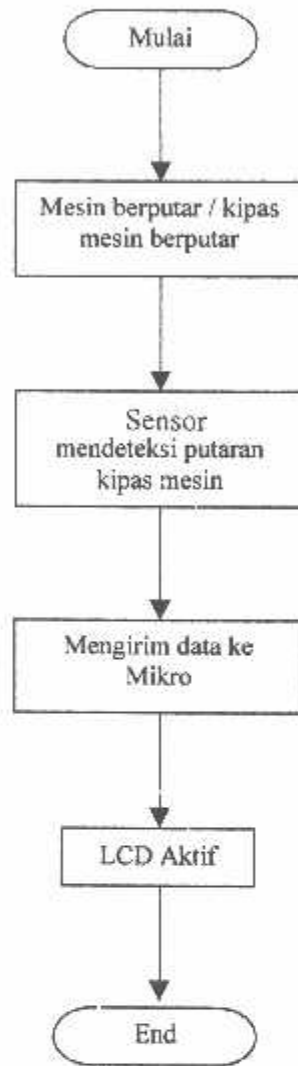 Mulai
Mesin berputar / kipas
mesin berputar
Sensor
mendeteksi putaran
kipas mesin
Mengirim data ke
Mikro
LCD Aktif
End